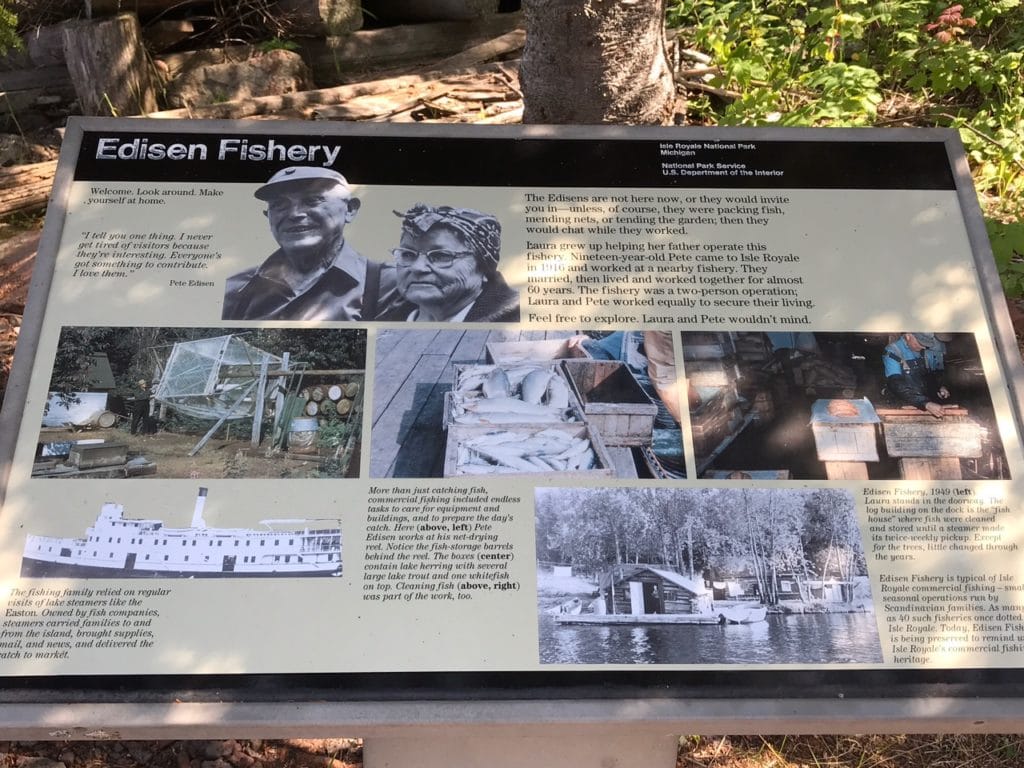 Edisen Fishery
Isle Royale National Park
Michigan
National Park Service
U.S. Department of the Interior
Welcome. Look around. Make
yourself at home.
"I tell you one thing. I never
get tired of visitors because
they're interesting. Everyone's
got something to contribute.
I love them."
Pete Edisen
The Edisens are not here now, or they would invite
you in—unless, of course, they were packing fish,
mending nets, or tending the garden; then they
would chat while they worked.
Laura grew up helping her father operate this
fishery. Nineteen-year-old Pete came to Isle Royale
in 1916 and worked at a nearby fishery. They
married, then lived and worked together for almost
60 years. The fishery was a two-person operation;
Laura and Pete worked equally to secure their living.
Feel free to explore. Laura and Pete wouldn't mind.
The fishing family relied on regular
visits of lake steamers like the
Easton. Owned by fish companies,
steamers carried families to and
from the island, brought supplies,
mail, and news, and delivered the
catch to market.
More than just catching fish,
commercial fishing included endless
tasks to care for equipment and
buildings, and to prepare the day's
catch. Here (above, left) Pete
Edisen works at his net-drying
reel. Notice the fish-storage barrels
behind the reel. The boxes (center)
contain lake herring with several
large lake trout and one whitefish
on top. Cleaning fish (above, right)
was part of the work, too.
Edisen Fishery, 1949 (left)
Laura stands in the doorway. The
log building on the dock is the "fish
house" where fish were cleaned
and stored until a steamer made
its twice-weekly pickup. Except
for the trees, little changed through
the years.
Edisen Fishery is typical of Isle
Royale commercial fishing – small
seasonal operations run by
Scandinavian families. As many
as 40 such fisheries once dotted
Isle Royale. Today, Edisen Fish
is being preserved to remind u
Isle Royale's commercial fishi
heritage.